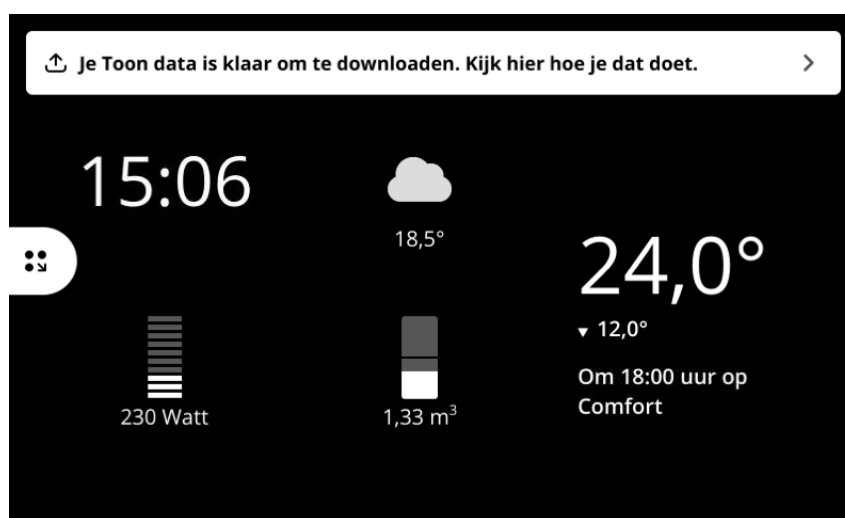 Je Toon data is klaar om te downloaden. Kijk hier hoe je dat doet.
15:06
18,5°
24,0°
▼ 12,0°
Om 18:00 uur op
Comfort
230 Watt
1,33 m³